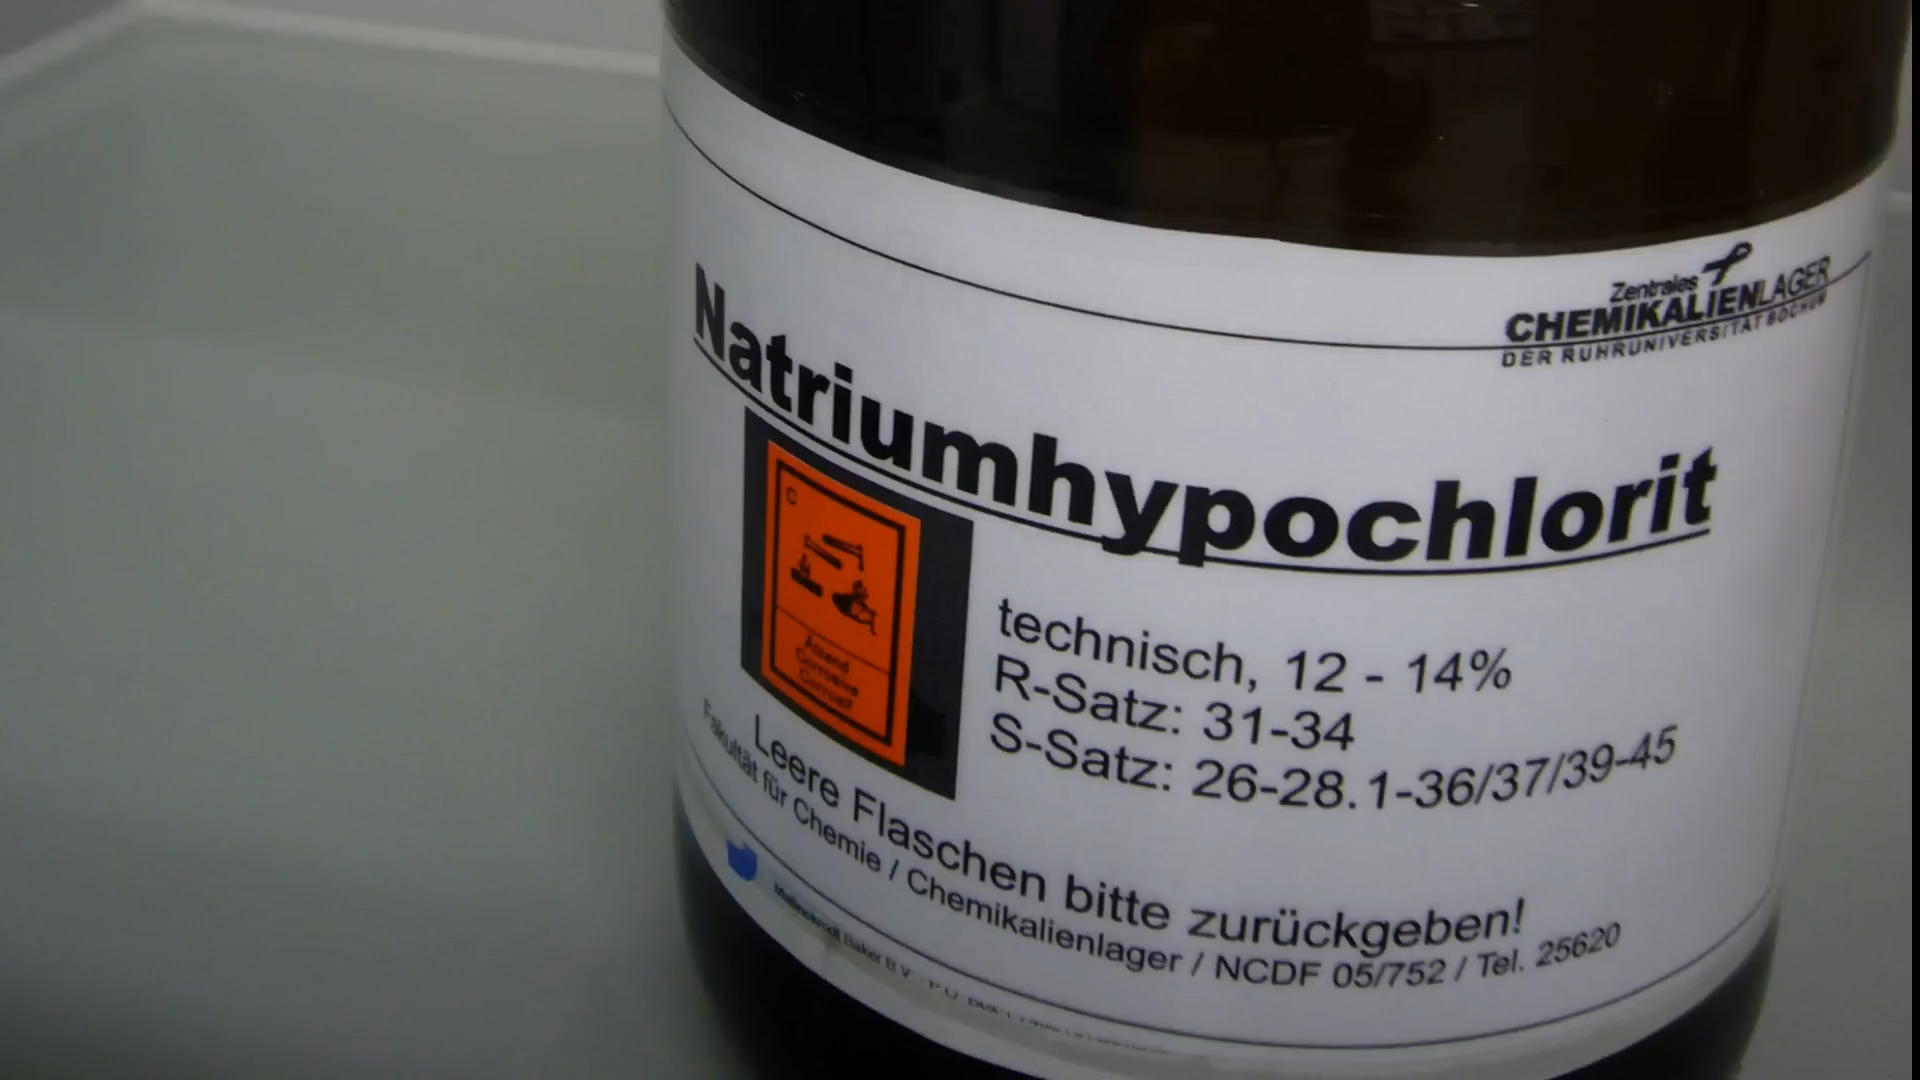 Zentrales
CHEMIKALIENLAGER
DER RUHRUNIVERSITÄT BOCHUM
Natriumhypochlorit
C
Ätzend
Corrosive
Corrosif
technisch, 12 - 14%
R-Satz: 31-34
S-Satz: 26-28.1-36/37/39-45
Leere Flaschen bitte zurückgeben!
Fakultät für Chemie / Chemikalienlager / NCDF 05/752 / Tel. 25620
Baker B.V.